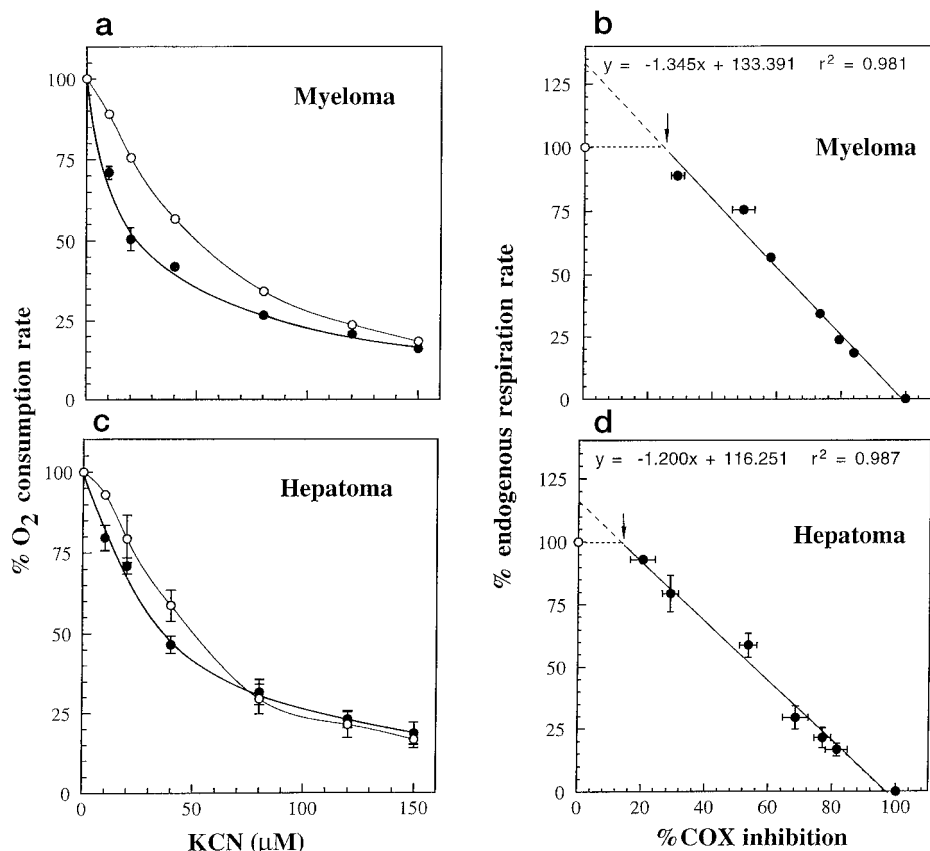 a
100
75
50
25
0
Myeloma
b
125
100
75
50
25
0
y = -1.345x + 133.391 r² = 0.981
Myeloma
% O₂ consumption rate
% endogenous respiration rate
c
100
75
50
25
0
Hepatoma
0 50 100 150
KCN (μM)
d
125
100
75
50
25
0
y = -1.200x + 116.251 r² = 0.987
Hepatoma
0 20 40 60 80 100
%COX inhibition